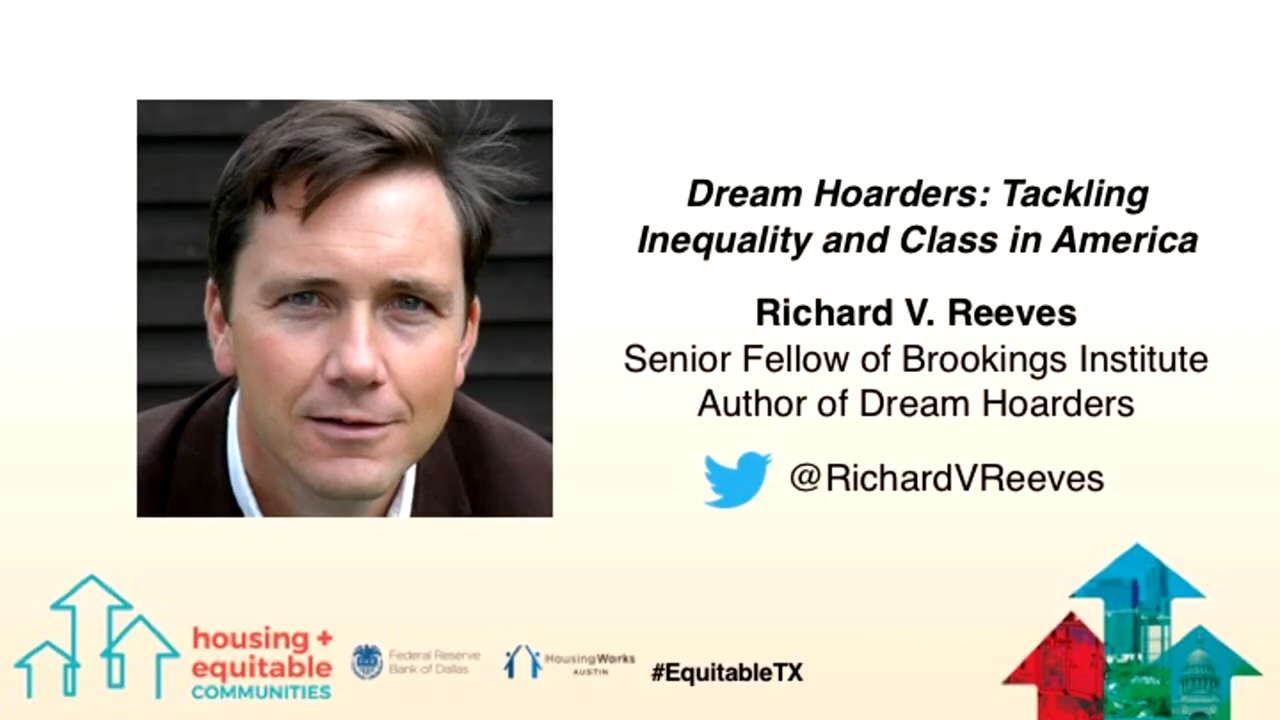 Dream Hoarders: Tackling
Inequality and Class in America
Richard V. Reeves
Senior Fellow of Brookings Institute
Author of Dream Hoarders
@RichardVReeves
housing +
equitable
COMMUNITIES
Federal Reserve
Bank of Dallas
HousingWorks
AUSTIN
#EquitableTX